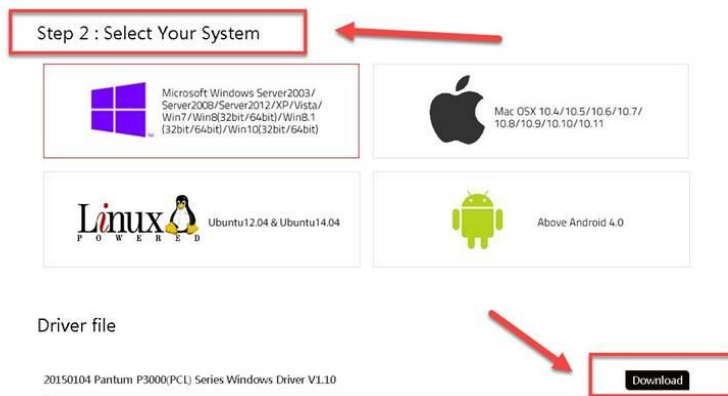 Step 2 : Select Your System
Microsoft Windows Server2003/
Server2008/Server2012/XP/Vista/
Win7/Win8(32bit/64bit)/Win8.1
(32bit/64bit)/Win10(32bit/64bit)
Mac OSX 10.4/10.5/10.6/10.7/
10.8/10.9/10.10/10.11
Linux
POWERED
Ubuntu12.04 & Ubuntu14.04
Above Android 4.0
Driver file
20150104 Pantum P3000(PCL) Series Windows Driver V1.10
Download